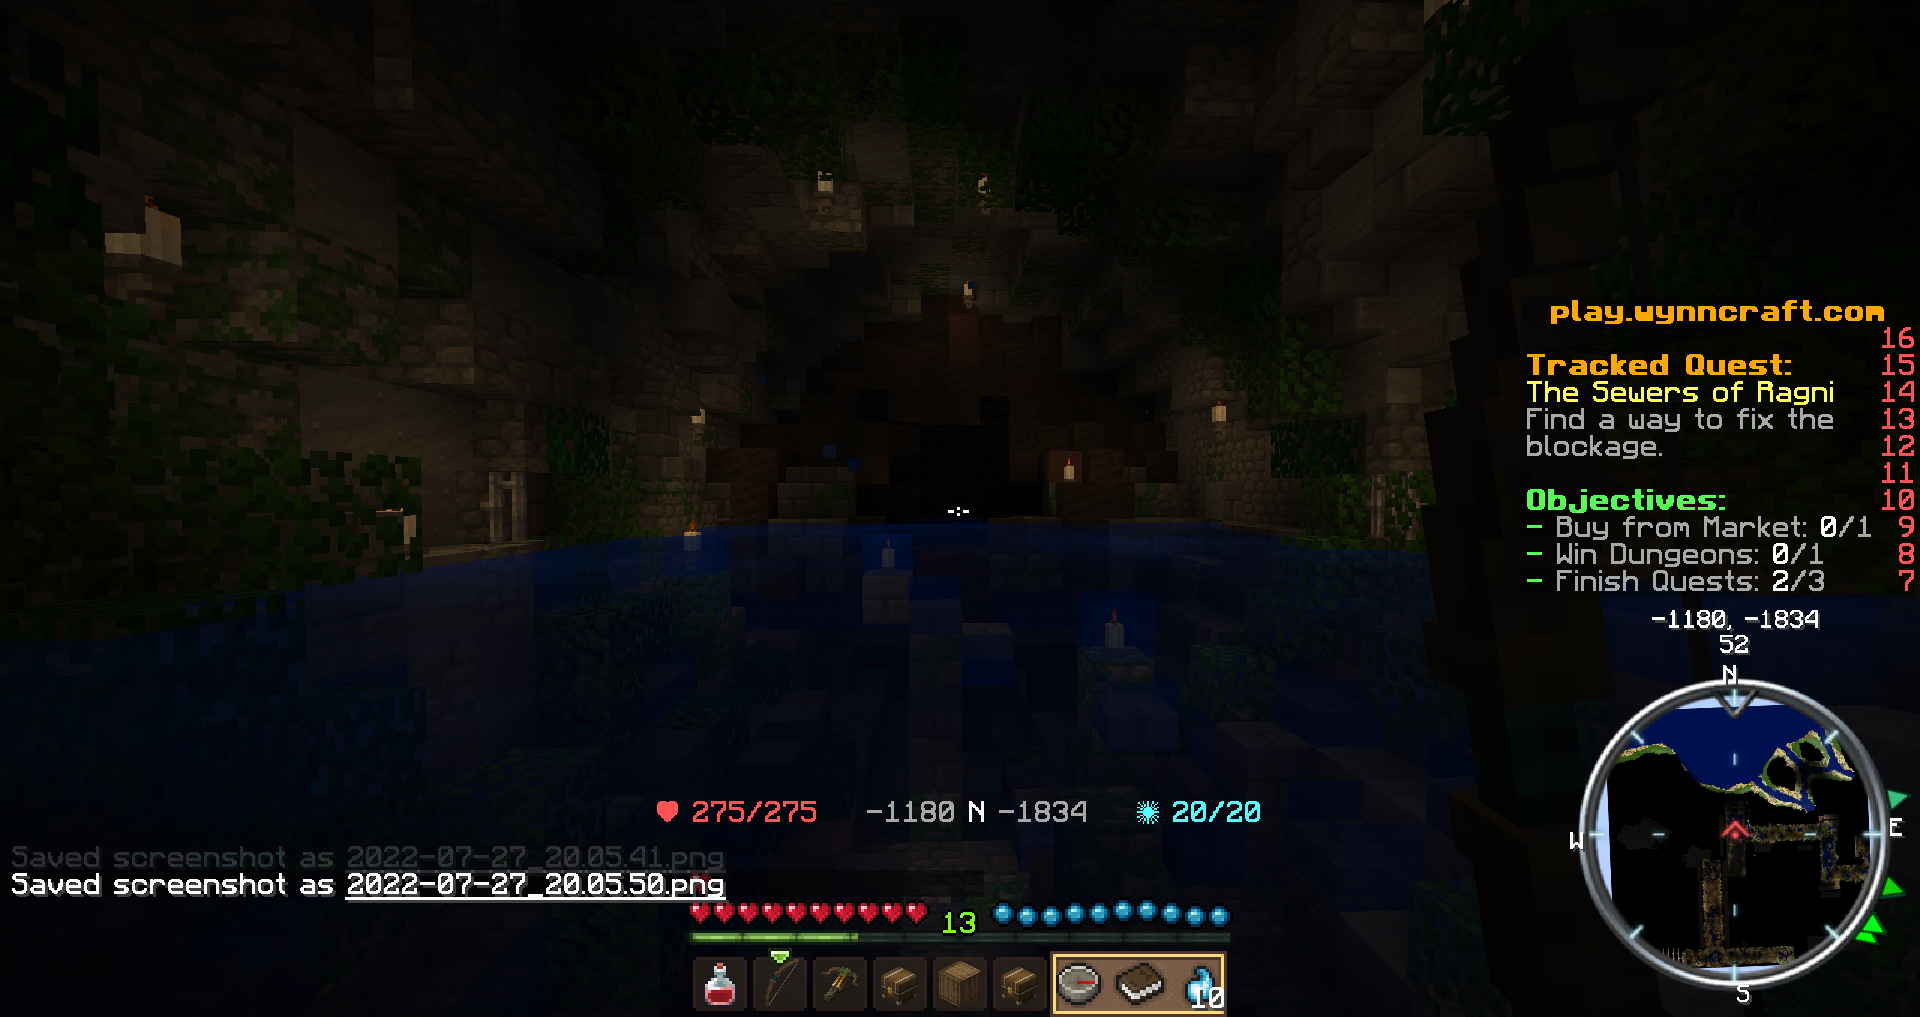 play.wynncraft.com
16
Tracked Quest: 15
The Sewers of Ragni 14
Find a way to fix the 13
blockage. 12
11
Objectives: 10
- Buy from Market: 0/1 9
- Win Dungeons: 0/1 8
- Finish Quests: 2/3 7
-1180, -1834
52
N
W
E
S
275/275 -1180 N -1834 20/20
Saved screenshot as 2022-07-27_20.05.41.png
Saved screenshot as 2022-07-27_20.05.50.png
13
10